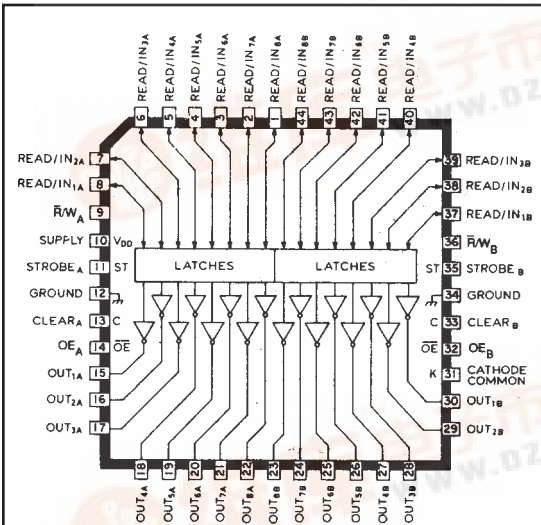 READ/IN3A
READ/IN4A
READ/IN5A
READ/IN6A
READ/IN7A
READ/IN8A
READ/IN8B
READ/IN7B
READ/IN6B
READ/IN5B
READ/IN4B
6 5 4 3 2 1 44 43 42 41 40
READ/IN2A 7
READ/IN1A 8
R̅/WA 9
SUPPLY 10 VDD
STROBEA 11 ST
GROUND 12
CLEARA 13 C
OEA 14 O̅E̅
OUT1A 15
OUT2A 16
OUT3A 17
LATCHES LATCHES
39 READ/IN3B
38 READ/IN2B
37 READ/IN1B
36 R̅/WB
ST 35 STROBEB
34 GROUND
C 33 CLEARB
O̅E̅ 32 OEB
K 31 CATHODE COMMON
30 OUT1B
29 OUT2B
18 19 20 21 22 23 24 25 26 27 28
OUT4A
OUT5A
OUT6A
OUT7A
OUT8A
OUT8B
OUT7B
OUT6B
OUT5B
OUT4B
OUT3B